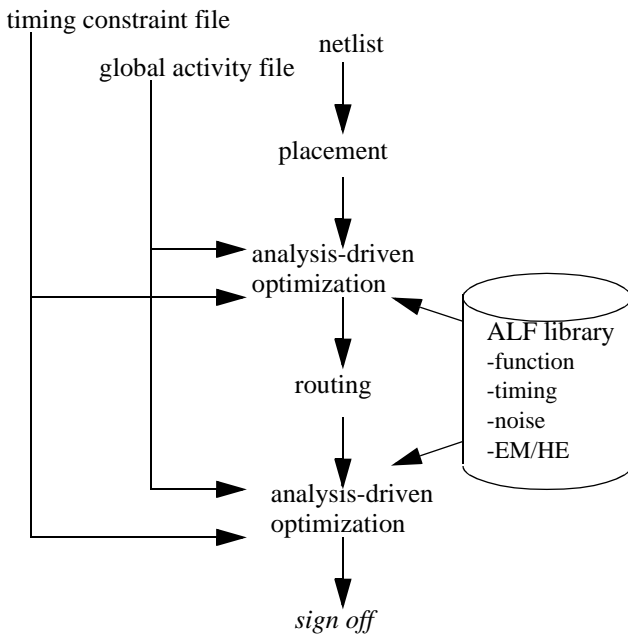 timing constraint file
global activity file
netlist
placement
analysis-driven
optimization
ALF library
-function
-timing
-noise
-EM/HE
routing
analysis-driven
optimization
sign off